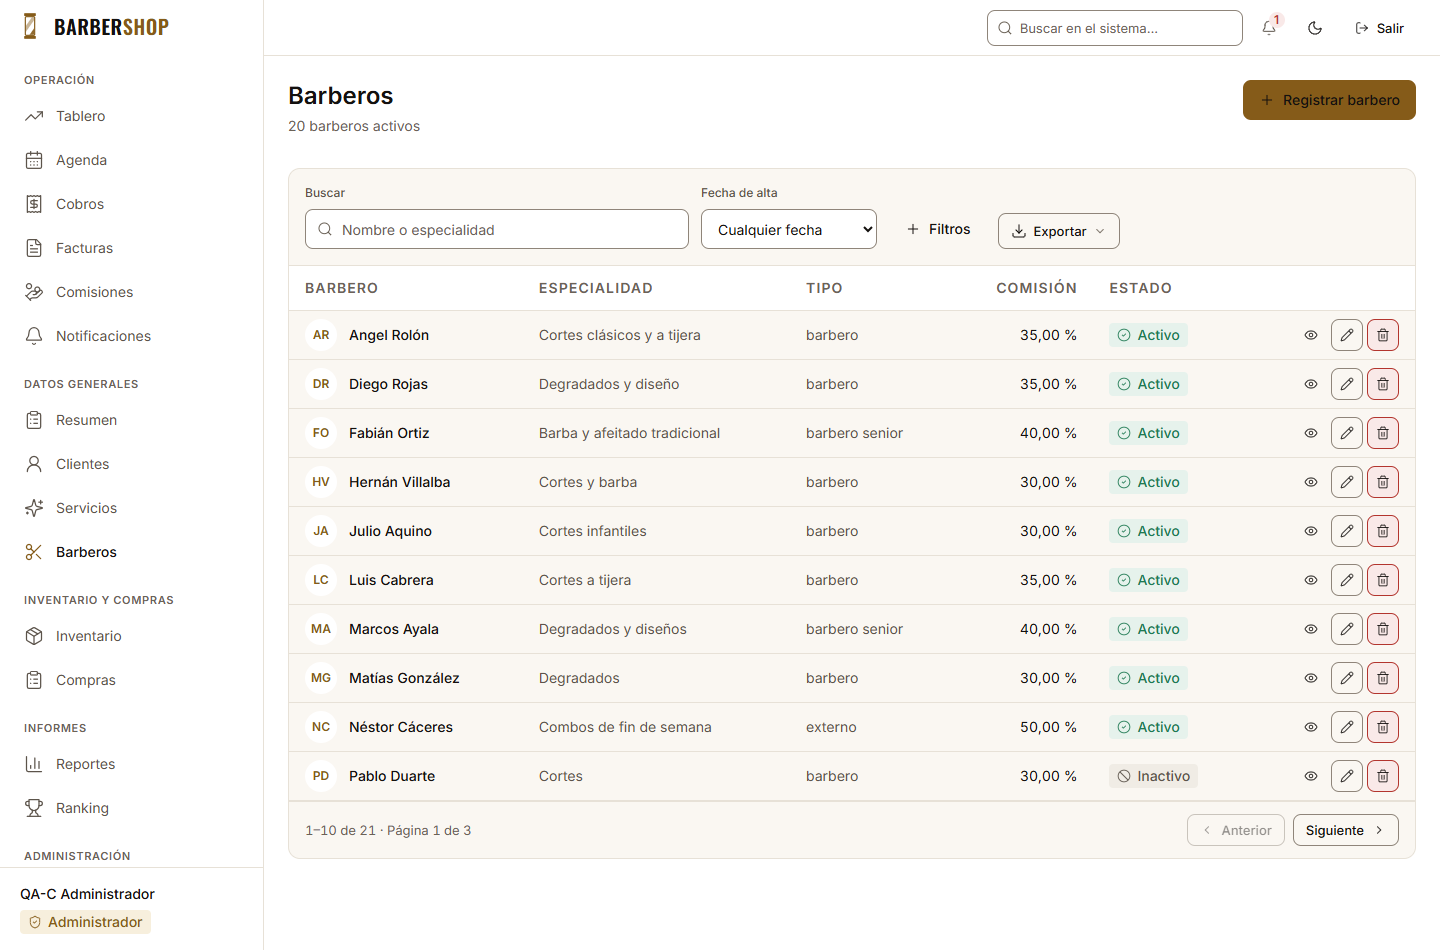 BARBERSHOP
Buscar en el sistema...
1
Salir
OPERACIÓN
Tablero
Agenda
Cobros
Facturas
Comisiones
Notificaciones
DATOS GENERALES
Resumen
Clientes
Servicios
Barberos
INVENTARIO Y COMPRAS
Inventario
Compras
INFORMES
Reportes
Ranking
ADMINISTRACIÓN
QA-C Administrador
Administrador
Barberos
20 barberos activos
+ Registrar barbero
Buscar
Nombre o especialidad
Fecha de alta
Cualquier fecha
+ Filtros
Exportar
BARBERO ESPECIALIDAD TIPO COMISIÓN ESTADO
AR Angel Rolón Cortes clásicos y a tijera barbero 35,00 % Activo
DR Diego Rojas Degradados y diseño barbero 35,00 % Activo
FO Fabián Ortiz Barba y afeitado tradicional barbero senior 40,00 % Activo
HV Hernán Villalba Cortes y barba barbero 30,00 % Activo
JA Julio Aquino Cortes infantiles barbero 30,00 % Activo
LC Luis Cabrera Cortes a tijera barbero 35,00 % Activo
MA Marcos Ayala Degradados y diseños barbero senior 40,00 % Activo
MG Matías González Degradados barbero 30,00 % Activo
NC Néstor Cáceres Combos de fin de semana externo 50,00 % Activo
PD Pablo Duarte Cortes barbero 30,00 % Inactivo
1–10 de 21 · Página 1 de 3
Anterior
Siguiente